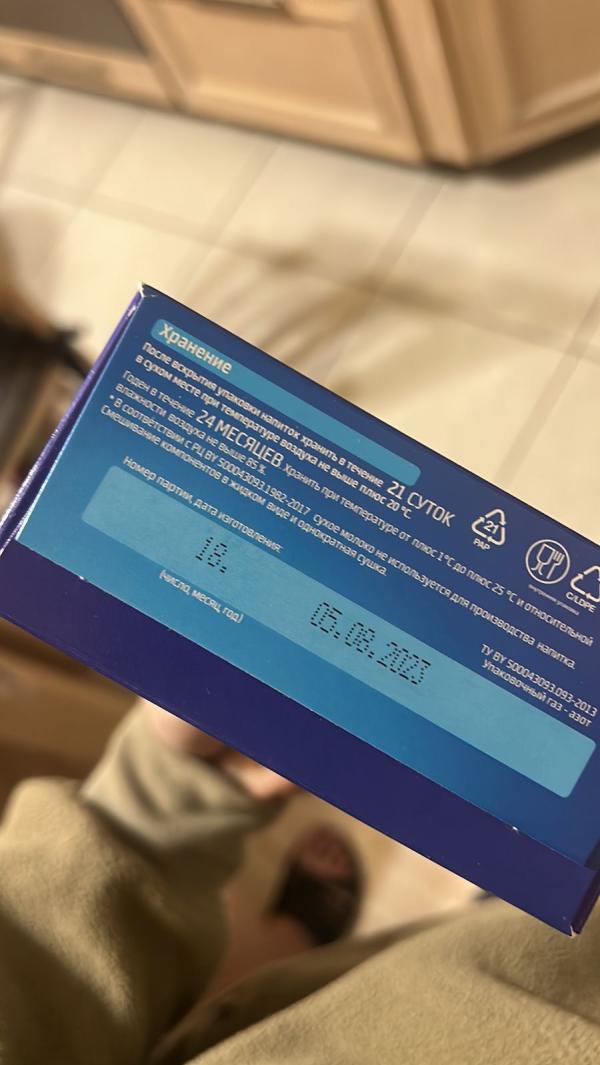 Хранение
После вскрытия упаковки напиток хранить в течение 21 СУТОК
в сухом месте при температуре воздуха не выше плюс 20 °С.
Годен в течение 24 МЕСЯЦЕВ. Хранить при температуре от плюс 1 °С до плюс 25 °С и относительной
влажности воздуха не выше 85 %.
* В соответствии с РЦ BY 500043093.1982-2017 сухое молоко не используется для производства напитка.
Смешивание компонентов в жидком виде и однократная сушка.
21
PAP
внутренняя упаковка
C/LDPE
ТУ BY 500043093.093-2013
Упаковочный газ - азот
Номер партии, дата изготовления:
18. 05.08.2023
(число, месяц, год)